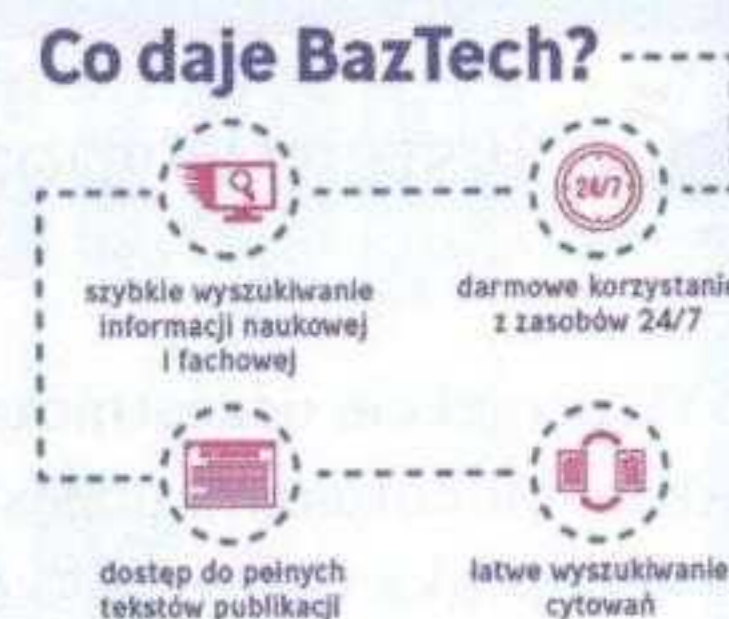 Co daje BazTech?
24/7
szybkie wyszukiwanie
informacji naukowej
i fachowej
darmowe korzystanie
z zasobów 24/7
dostęp do pełnych
tekstów publikacji
łatwe wyszukiwanie
cytowań